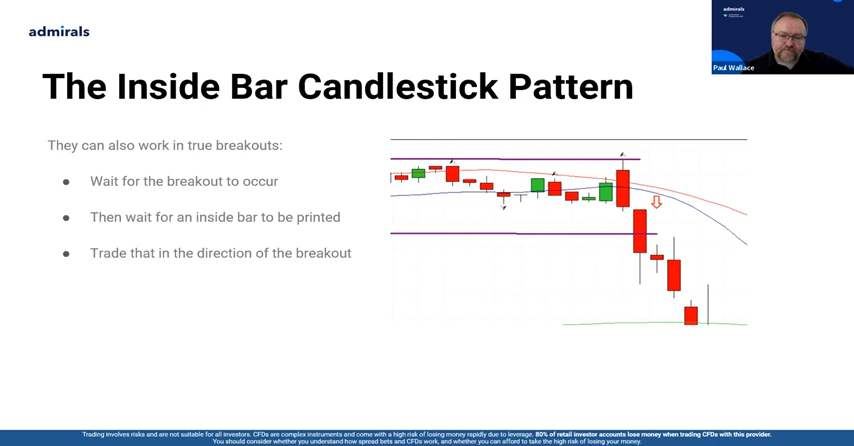 admirals
admirals
Paul Wallace
The Inside Bar Candlestick Pattern
They can also work in true breakouts:
● Wait for the breakout to occur
● Then wait for an inside bar to be printed
● Trade that in the direction of the breakout
Trading involves risks and are not suitable for all investors. CFDs are complex instruments and come with a high risk of losing money rapidly due to leverage. 80% of retail investor accounts lose money when trading CFDs with this provider.
You should consider whether you understand how spread bets and CFDs work, and whether you can afford to take the high risk of losing your money.